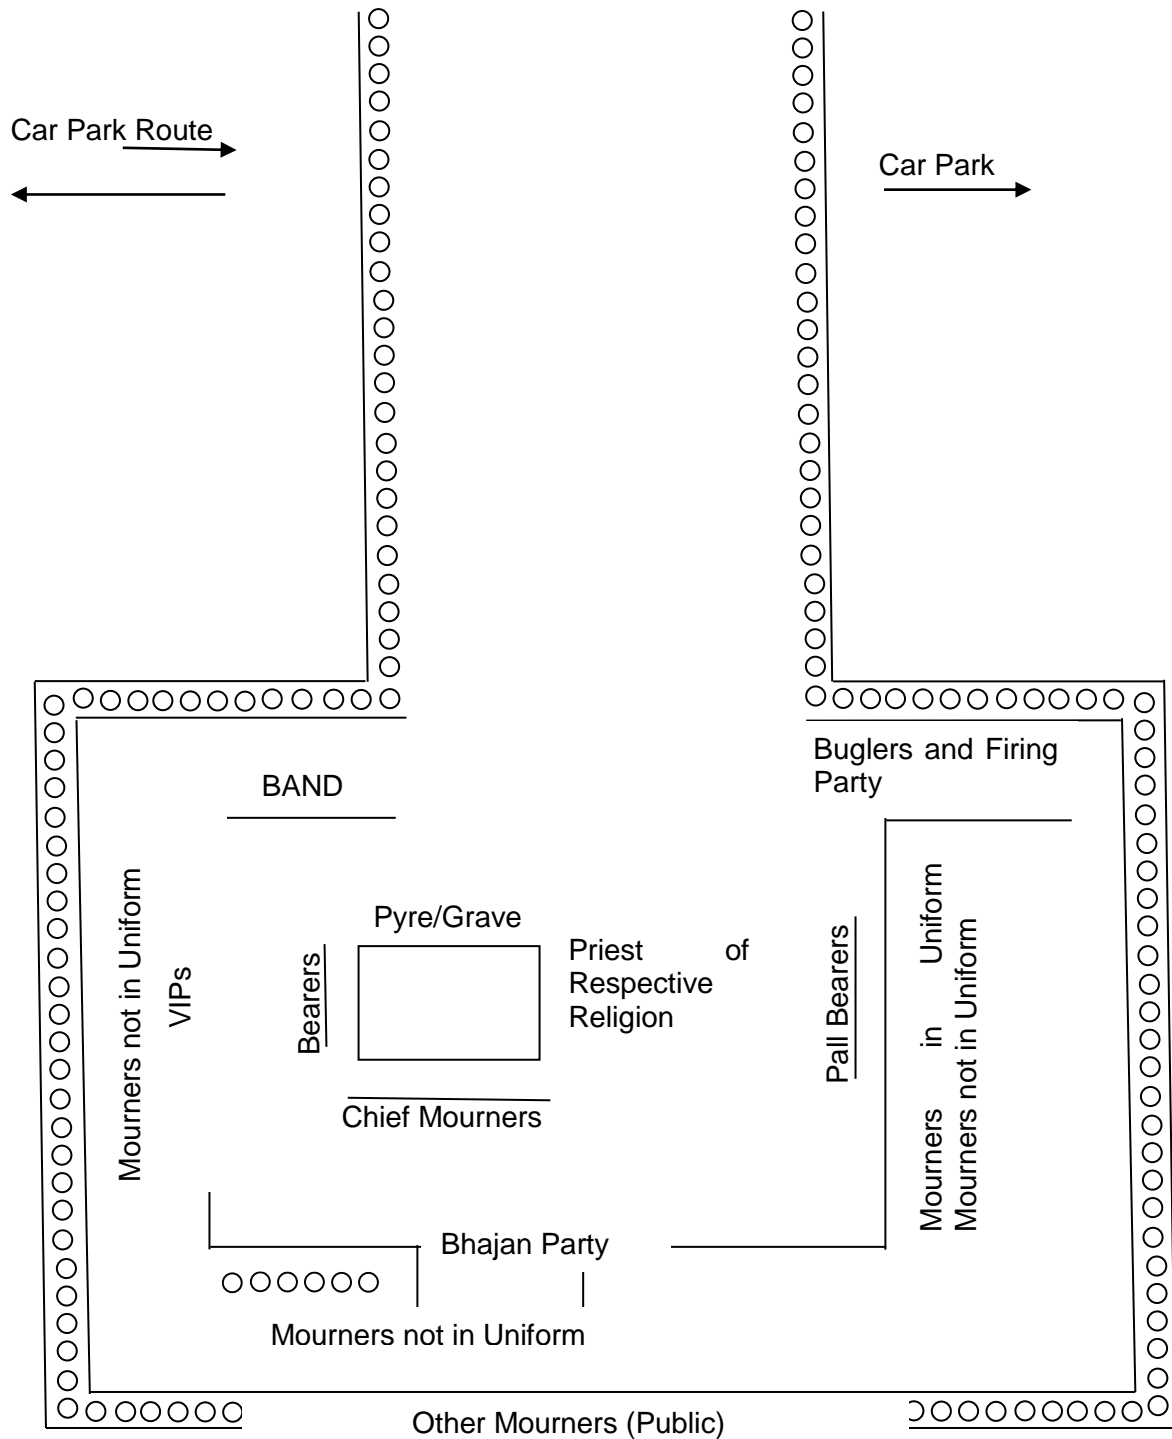 Car Park Route
Car Park
Buglers and Firing
Party
BAND
Mourners not in Uniform
VIPs
Bearers
Pyre/Grave
Priest of
Respective
Religion
Pall Bearers
Mourners in Uniform
Mourners not in Uniform
Chief Mourners
Bhajan Party
Mourners not in Uniform
Other Mourners (Public)